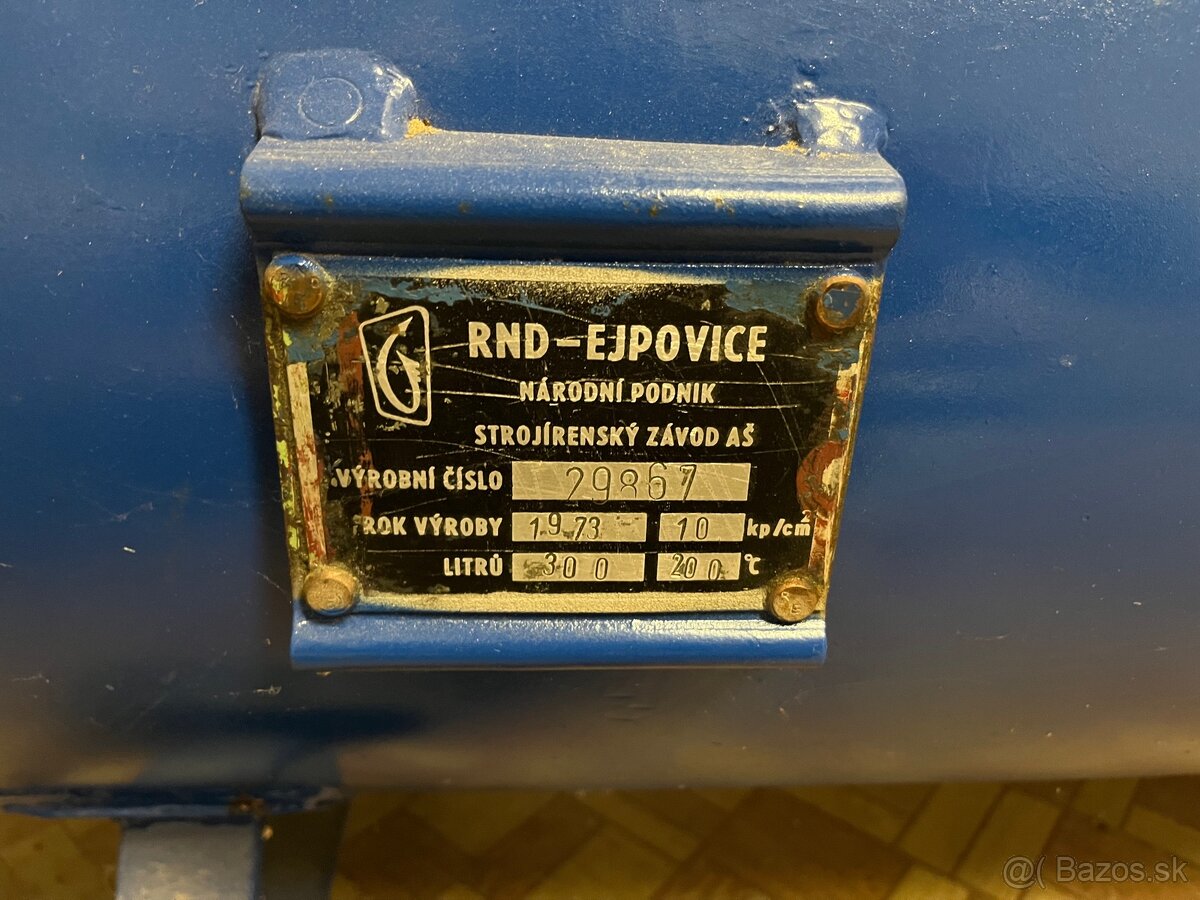 RND-EJPOVICE
NÁRODNÍ PODNIK
STROJÍRENSKÝ ZÁVOD AŠ
VÝROBNÍ ČÍSLO 29867
ROK VÝROBY 1973 10 kp/cm²
LITRŮ 300 200 °C
@( Bazos.sk